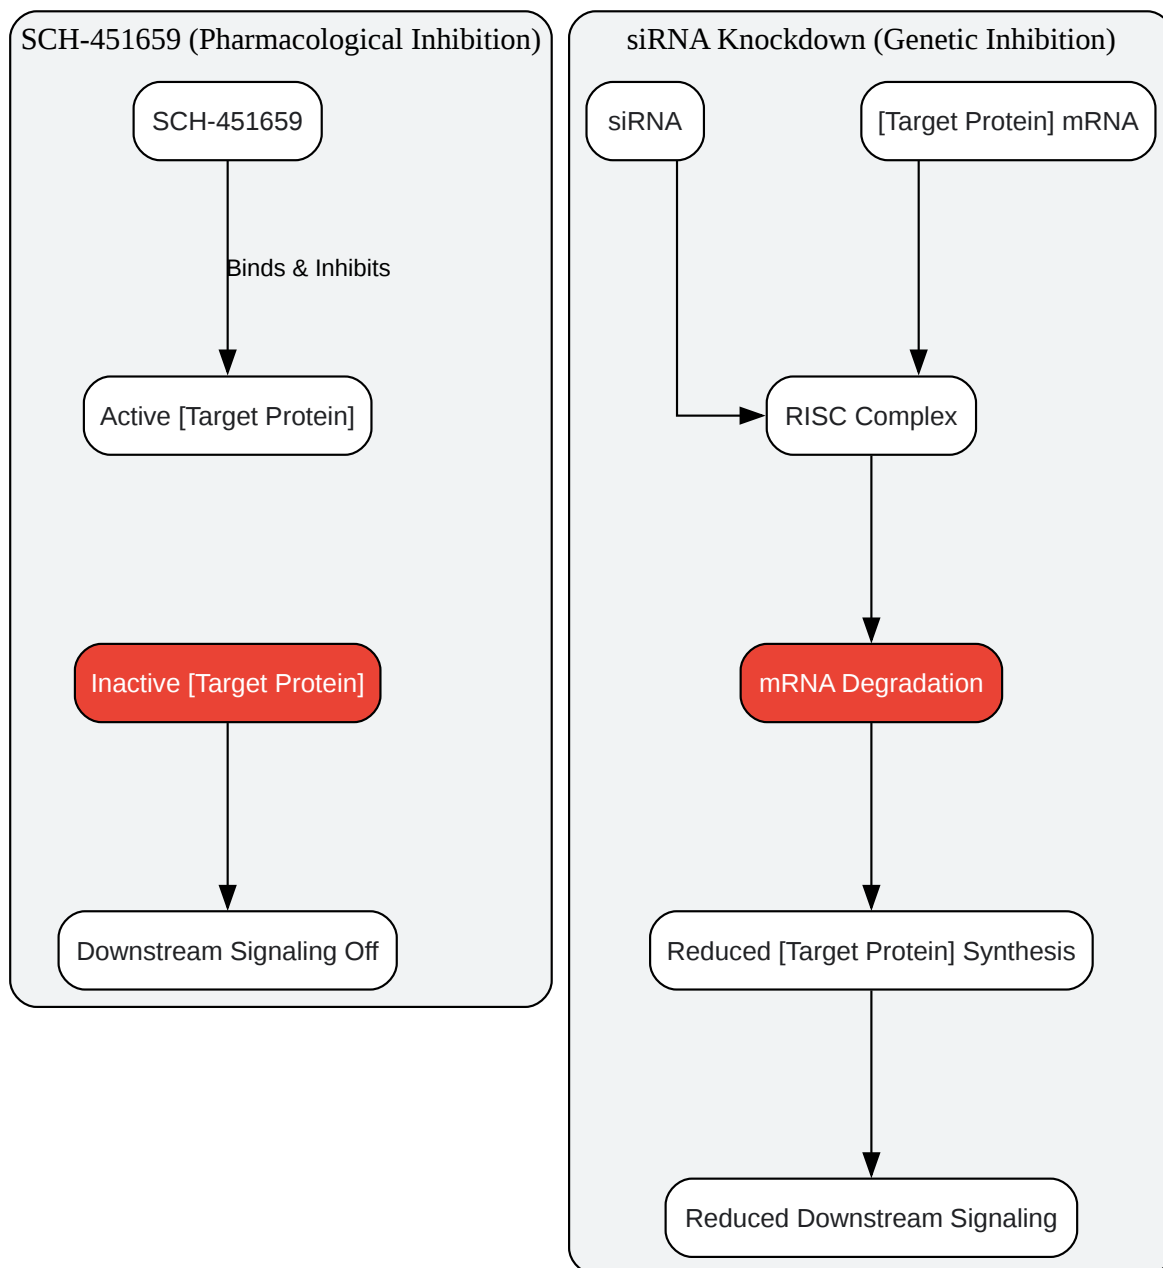 SCH-451659 (Pharmacological Inhibition)
SCH-451659
Binds & Inhibits
Active [Target Protein]
Inactive [Target Protein]
Downstream Signaling Off
siRNA Knockdown (Genetic Inhibition)
siRNA
[Target Protein] mRNA
RISC Complex
mRNA Degradation
Reduced [Target Protein] Synthesis
Reduced Downstream Signaling